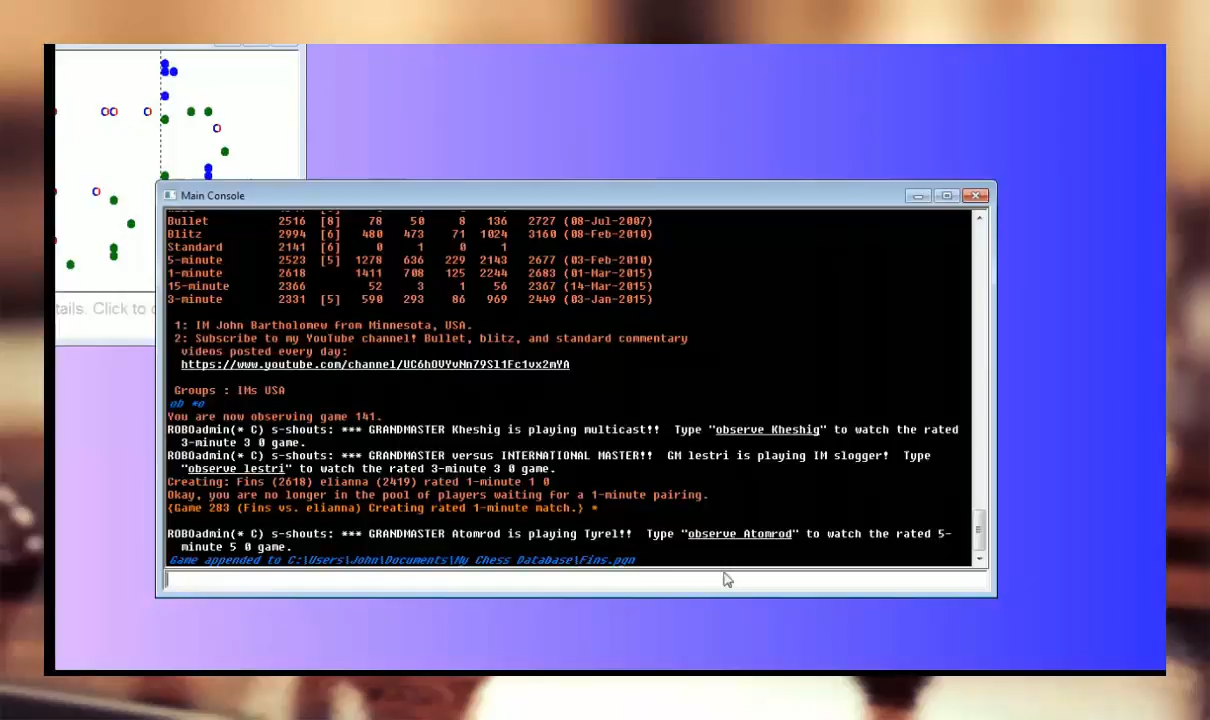 Main Console
Bullet 2516 [8] 78 50 8 136 2727 (08-Jul-2007)
Blitz 2994 [6] 480 473 71 1024 3160 (08-Feb-2010)
Standard 2141 [6] 0 1 0 1
5-minute 2523 [5] 1278 636 229 2143 2677 (03-Feb-2010)
1-minute 2618 1411 708 125 2244 2683 (01-Mar-2015)
15-minute 2366 52 3 1 56 2367 (14-Mar-2015)
3-minute 2331 [5] 590 293 86 969 2449 (03-Jan-2015)
1: IM John Bartholomew from Minnesota, USA.
2: Subscribe to my YouTube channel! Bullet, blitz, and standard commentary
videos posted every day:
https://www.youtube.com/channel/UC6hOVYvNn79Sl1Fc1vx2mYA
Groups : IMs USA
ob *o
You are now observing game 141.
ROBOadmin(* C) s-shouts: *** GRANDMASTER Kheshig is playing multicast!! Type "observe Kheshig" to watch the rated
3-minute 3 0 game.
ROBOadmin(* C) s-shouts: *** GRANDMASTER versus INTERNATIONAL MASTER!! GM lestri is playing IM slogger! Type
"observe lestri" to watch the rated 3-minute 3 0 game.
Creating: Fins (2618) elianna (2419) rated 1-minute 1 0
Okay, you are no longer in the pool of players waiting for a 1-minute pairing.
{Game 283 (Fins vs. elianna) Creating rated 1-minute match.} *
ROBOadmin(* C) s-shouts: *** GRANDMASTER Atomrod is playing Tyrel!! Type "observe Atomrod" to watch the rated 5-
minute 5 0 game.
Game appended to C:\Users\John\Documents\My Chess Database\Fins.pgn
tails. Click to